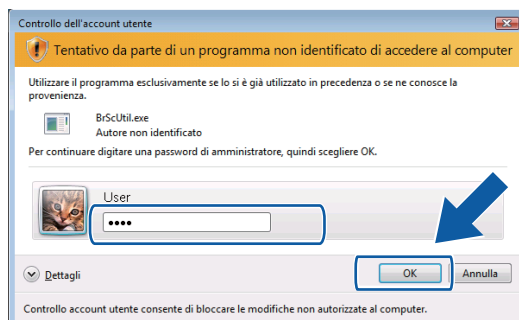 Controllo dell'account utente
Tentativo da parte di un programma non identificato di accedere al computer
Utilizzare il programma esclusivamente se lo si è già utilizzato in precedenza o se ne conosce la
provenienza.
BrScUtil.exe
Autore non identificato
Per continuare digitare una password di amministratore, quindi scegliere OK.
User
••••
Dettagli
OK
Annulla
Controllo account utente consente di bloccare le modifiche non autorizzate al computer.